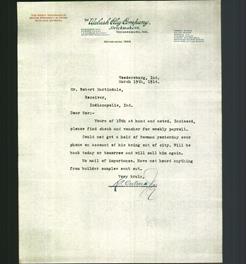 The Wabash Clay Company,
Veedersburg, Ind.
March 19th, 1914.
Mr. Robert Martindale,
Receiver,
Indianapolis, Ind.
Dear Sir:-
Yours of 18th at hand and noted. Inclosed,
please find check and voucher for weekly payroll.
Could not get a hold of Yeoman yesterday over
phone on account of his being out of city. Will be
back today or tomorrow and will call him again.
No mail of importance. Have not heard anything
from builder samples sent out.
Very truly,